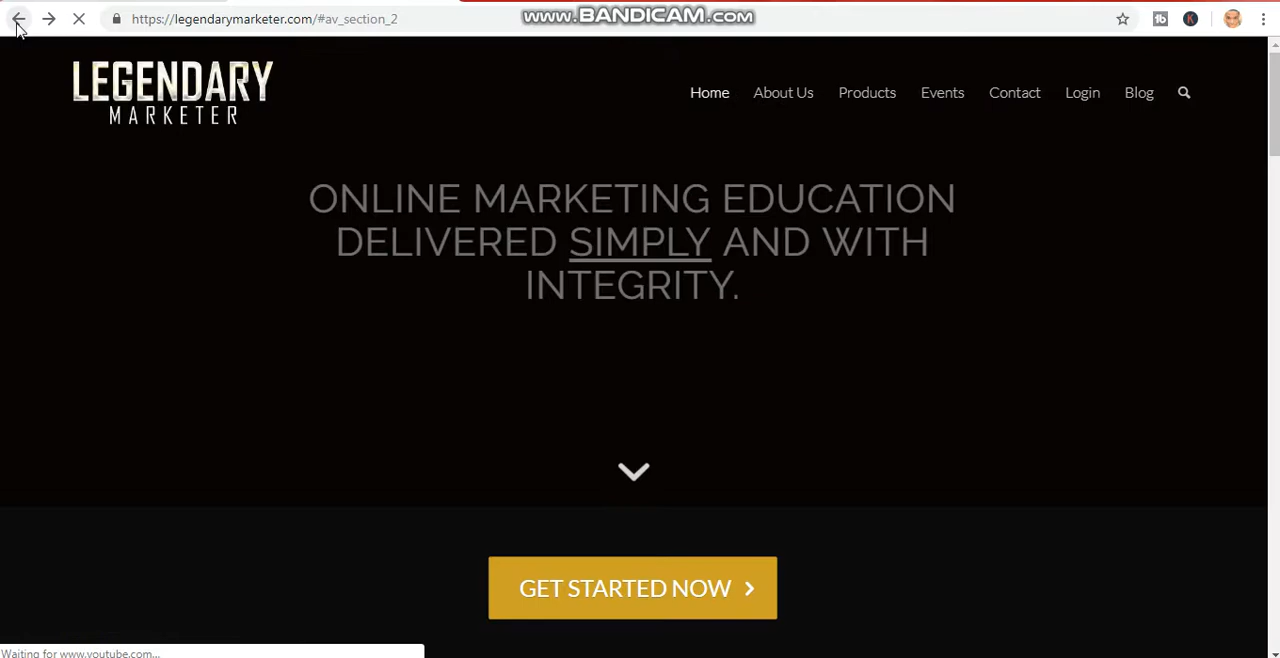 https://legendarymarketer.com/#av_section_2
www.BANDICAM.com
tb
K
LEGENDARY
MARKETER
Home
About Us
Products
Events
Contact
Login
Blog
ONLINE MARKETING EDUCATION
DELIVERED SIMPLY AND WITH
INTEGRITY.
GET STARTED NOW
Waiting for www.youtube.com...